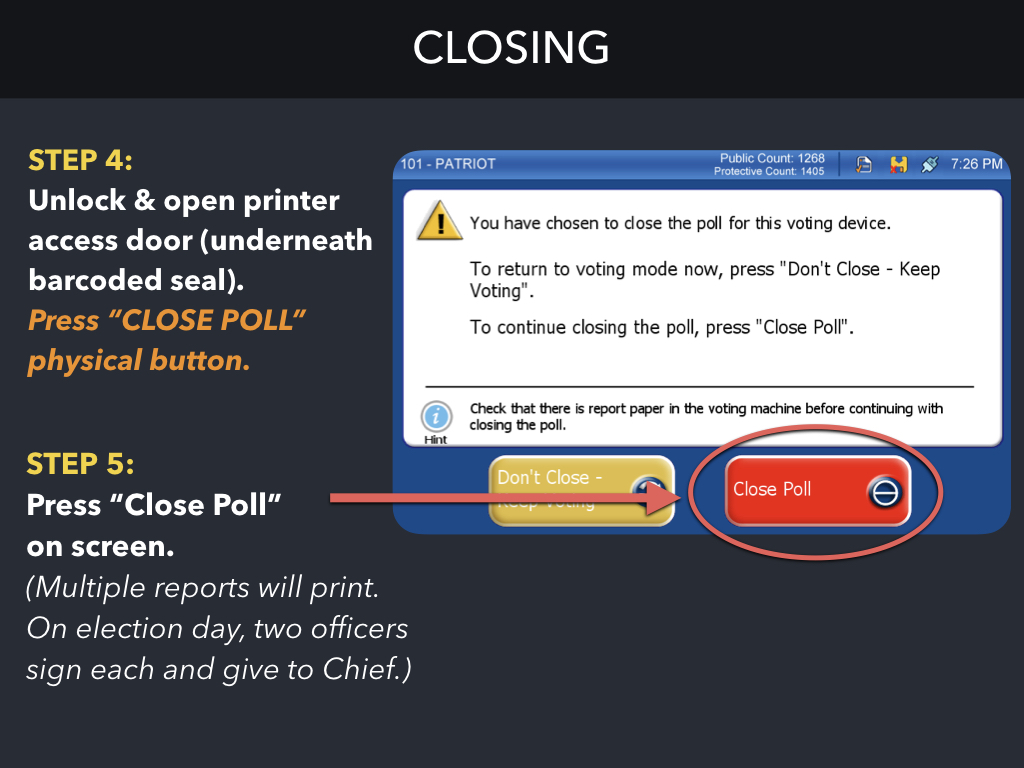 CLOSING
STEP 4:
Unlock & open printer
access door (underneath
barcoded seal).
Press “CLOSE POLL”
physical button.
STEP 5:
Press “Close Poll”
on screen.
(Multiple reports will print.
On election day, two officers
sign each and give to Chief.)
101 - PATRIOT
Public Count: 1268
Protective Count: 1405
7:26 PM
You have chosen to close the poll for this voting device.
To return to voting mode now, press "Don't Close - Keep
Voting".
To continue closing the poll, press "Close Poll".
Hint
Check that there is report paper in the voting machine before continuing with
closing the poll.
Don't Close -
Keep Voting
Close Poll